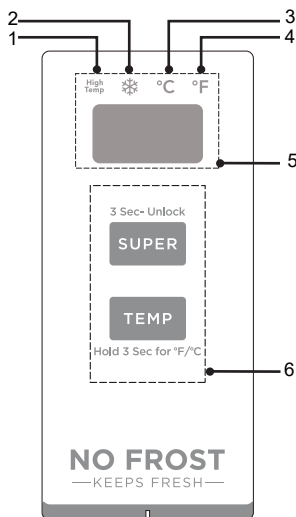 2
3
1
4
High
Temp
°C
°F
5
3 Sec- Unlock
SUPER
TEMP
Hold 3 Sec for °F/°C
6
NO FROST
KEEPS FRESH